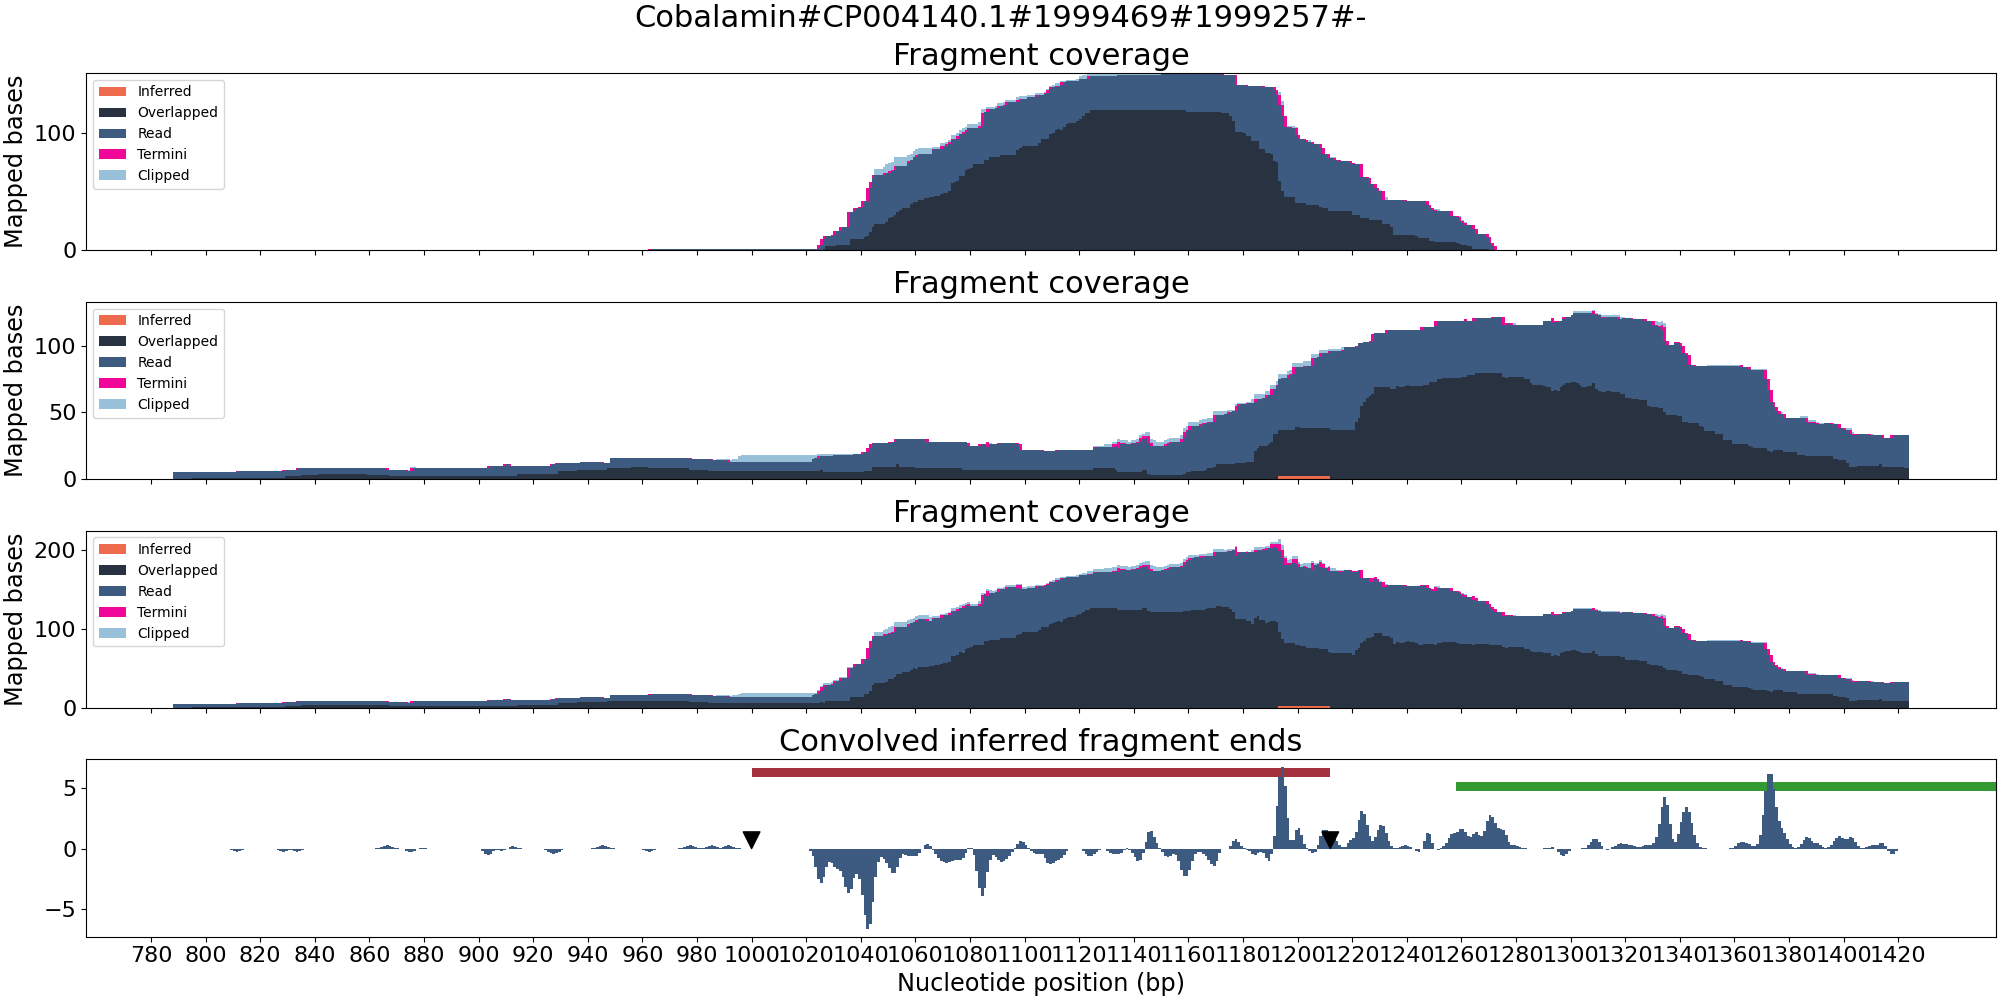 Cobalamin#CP004140.1#1999469#1999257#-
Fragment coverage
Mapped bases
100
0
Inferred
Overlapped
Read
Termini
Clipped
Fragment coverage
Mapped bases
100
50
0
Inferred
Overlapped
Read
Termini
Clipped
Fragment coverage
Mapped bases
200
100
0
Inferred
Overlapped
Read
Termini
Clipped
Convolved inferred fragment ends
5
0
−5
780 800 820 840 860 880 900 920 940 960 980 1000 1020 1040 1060 1080 1100 1120 1140 1160 1180 1200 1220 1240 1260 1280 1300 1320 1340 1360 1380 1400 1420
Nucleotide position (bp)